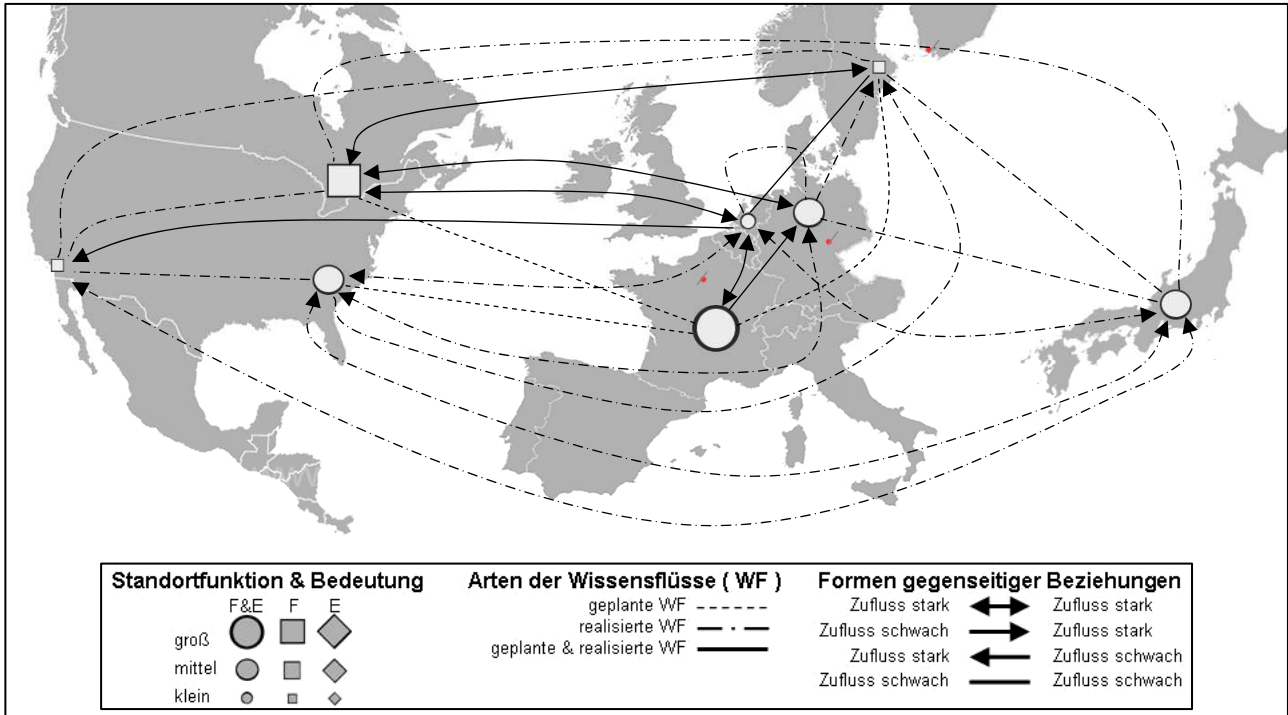 Standortfunktion & Bedeutung
F&E F E
groß
mittel
klein
Arten der Wissensflüsse ( WF )
geplante WF
realisierte WF
geplante & realisierte WF
Formen gegenseitiger Beziehungen
Zufluss stark Zufluss stark
Zufluss schwach Zufluss stark
Zufluss stark Zufluss schwach
Zufluss schwach Zufluss schwach